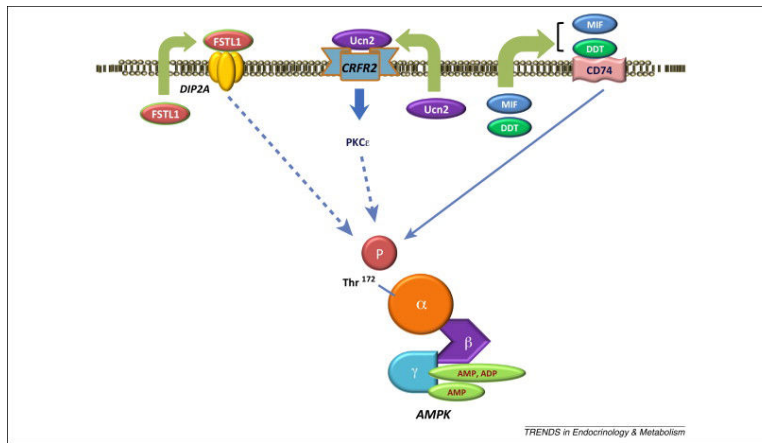 FSTL1
Ucn2
MIF
DDT
CRFR2
CD74
DIP2A
FSTL1
Ucn2
MIF
DDT
PKCε
P
Thr 172
α
β
γ
AMP, ADP
AMP
AMPK
TRENDS in Endocrinology & Metabolism